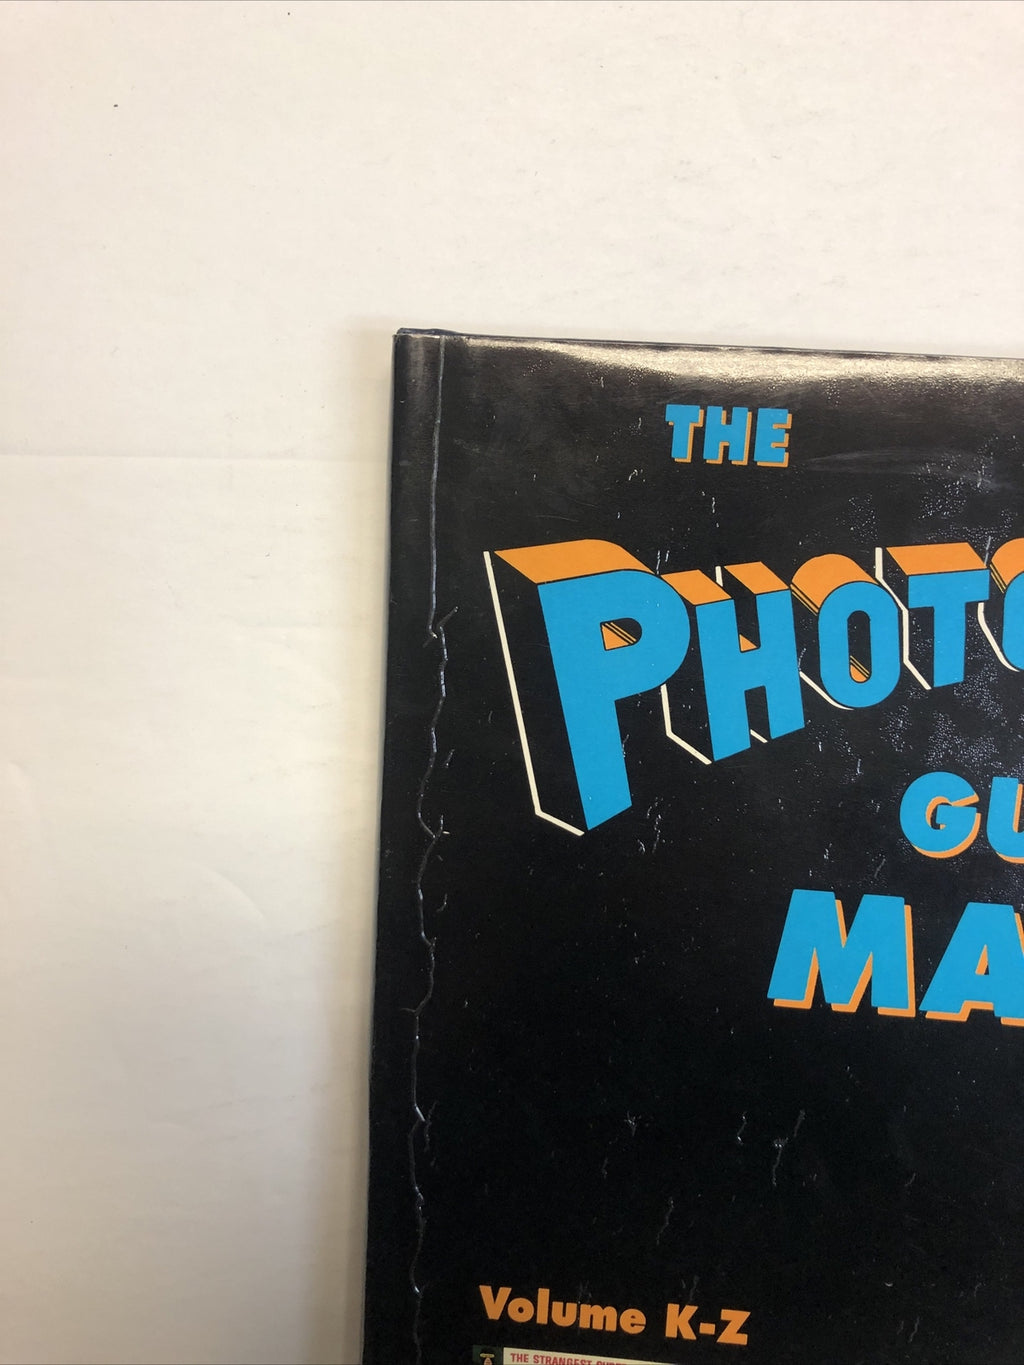 THE
PHOTO
GU
MA
Volume K-Z
THE STRANGEST